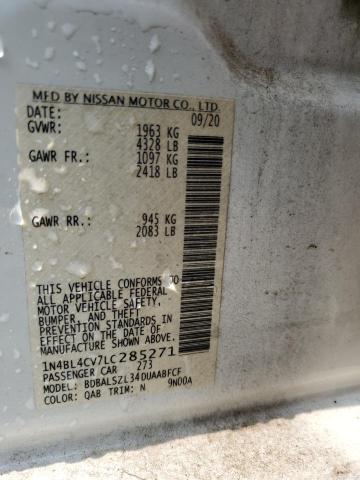 MFD BY NISSAN MOTOR CO., LTD.
DATE: 09/20
GVWR: 1963 KG
4328 LB
GAWR FR: 1097 KG
2418 LB
GAWR RR: 945 KG
2083 LB
THIS VEHICLE CONFORMS TO
ALL APPLICABLE FEDERAL
MOTOR VEHICLE SAFETY,
BUMPER, AND THEFT
PREVENTION STANDARDS
IN EFFECT ON THE DATE OF
MANUFACTURE SHOWN ABOVE.
1N4BL4CV7LC285271
PASSENGER CAR 273
MODEL: BDBALSZL34DUAABFCF
COLOR: QAB TRIM: N 9N00A